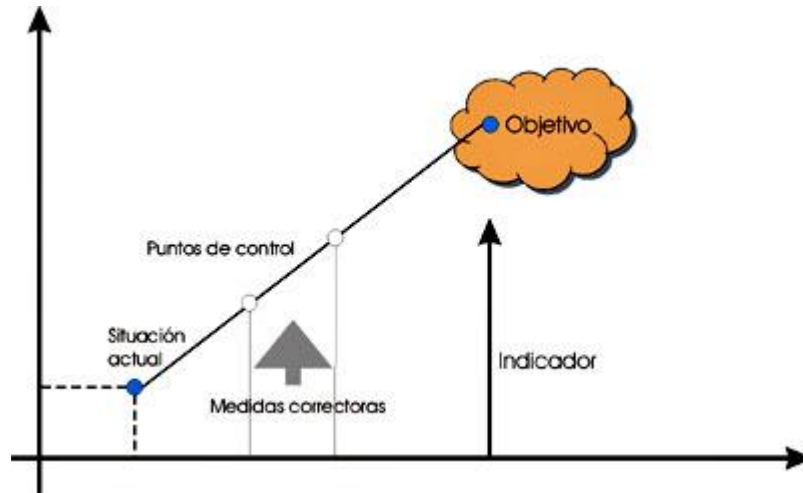 Objetivo
Puntos de control
Situación
actual
Indicador
Medidas correctoras